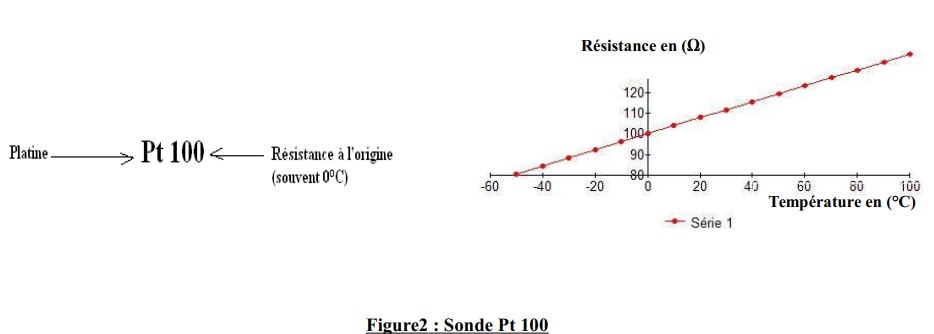 Platine
Pt 100
Résistance à l'origine
(souvent 0°C)
Résistance en (Ω)
120
110
100
90
80
-60 -40 -20 0 20 40 60 80 100
Température en (°C)
Série 1
Figure2 : Sonde Pt 100